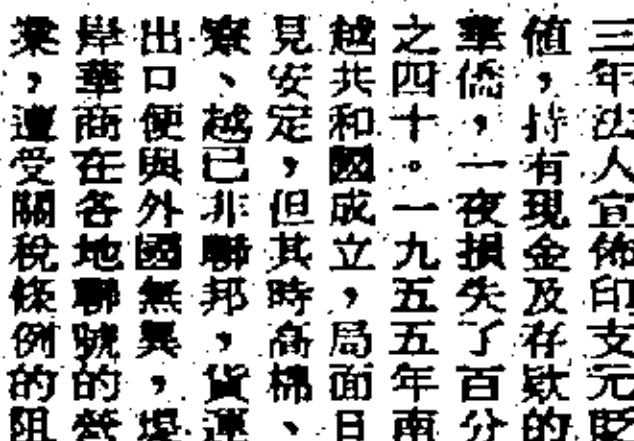 三年法人宣佈印支元貶
值，持有現金及存款的
華僑，一夜損失了百分
之四十。一九五五年南
越共和國成立，局面日
見安定，但其時高棉、
寮、越已非聯邦，貨運
出口便與外國無異，堤
岸華商在各地聯號的營
業，遭受關稅條例的阻